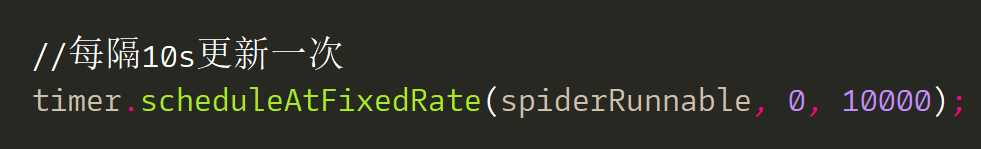 //每隔10s更新一次
timer.scheduleAtFixedRate(spiderRunnable, 0, 10000);